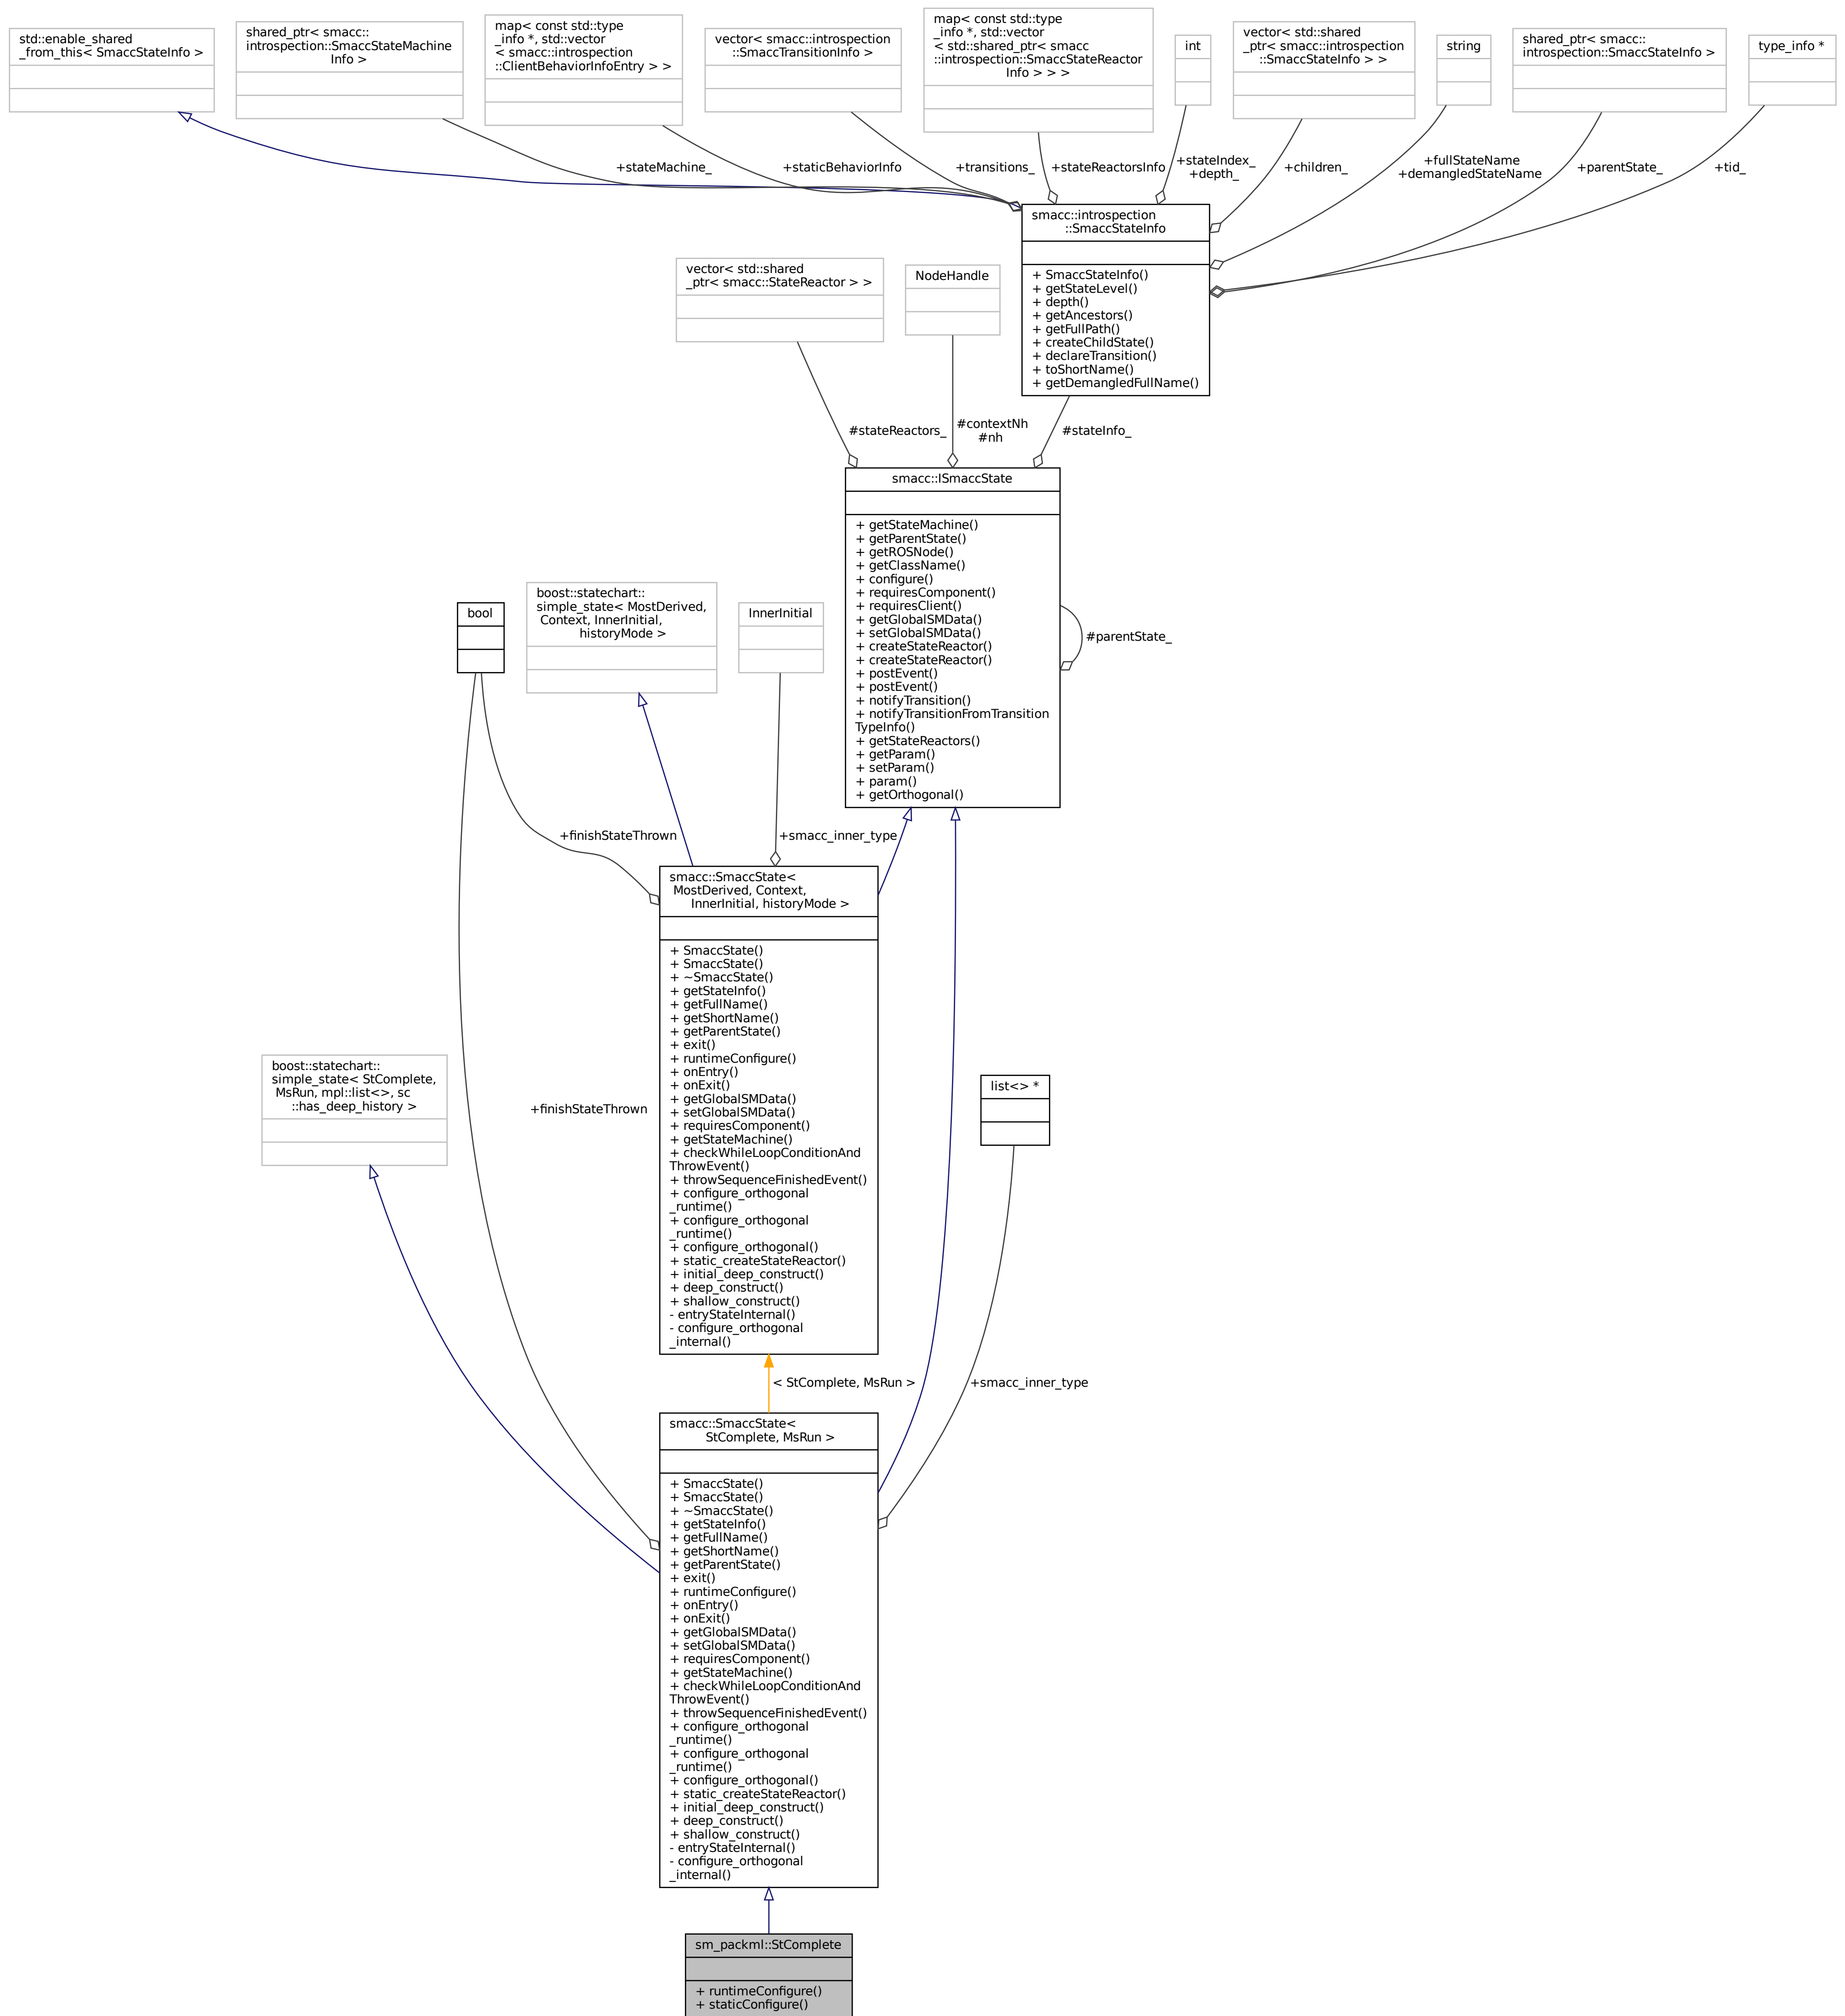 std::enable_shared
_from_this< SmaccStateInfo >
shared_ptr< smacc::
introspection::SmaccStateMachine
Info >
map< const std::type
_info *, std::vector
< smacc::introspection
::ClientBehaviorInfoEntry > >
vector< smacc::introspection
::SmaccTransitionInfo >
map< const std::type
_info *, std::vector
< std::shared_ptr< smacc
::introspection::SmaccStateReactor
Info > > >
int
vector< std::shared
_ptr< smacc::introspection
::SmaccStateInfo > >
string
shared_ptr< smacc::
introspection::SmaccStateInfo >
type_info *
+stateMachine_
+staticBehaviorInfo
+transitions_
+stateReactorsInfo
+stateIndex_
+depth_
+children_
+fullStateName
+demangledStateName
+parentState_
+tid_
smacc::introspection
::SmaccStateInfo
+ SmaccStateInfo()
+ getStateLevel()
+ depth()
+ getAncestors()
+ getFullPath()
+ createChildState()
+ declareTransition()
+ toShortName()
+ getDemangledFullName()
vector< std::shared
_ptr< smacc::StateReactor > >
NodeHandle
#stateReactors_
#contextNh
#nh
#stateInfo_
smacc::ISmaccState
+ getStateMachine()
+ getParentState()
+ getROSNode()
+ getClassName()
+ configure()
+ requiresComponent()
+ requiresClient()
+ getGlobalSMData()
+ setGlobalSMData()
+ createStateReactor()
+ createStateReactor()
+ postEvent()
+ postEvent()
+ notifyTransition()
+ notifyTransitionFromTransition
TypeInfo()
+ getStateReactors()
+ getParam()
+ setParam()
+ param()
+ getOrthogonal()
#parentState_
bool
boost::statechart::
simple_state< MostDerived,
Context, InnerInitial,
historyMode >
InnerInitial
+finishStateThrown
+smacc_inner_type
smacc::SmaccState<
MostDerived, Context,
InnerInitial, historyMode >
+ SmaccState()
+ SmaccState()
+ ~SmaccState()
+ getStateInfo()
+ getFullName()
+ getShortName()
+ getParentState()
+ exit()
+ runtimeConfigure()
+ onEntry()
+ onExit()
+ getGlobalSMData()
+ setGlobalSMData()
+ requiresComponent()
+ getStateMachine()
+ checkWhileLoopConditionAnd
ThrowEvent()
+ throwSequenceFinishedEvent()
+ configure_orthogonal
_runtime()
+ configure_orthogonal
_runtime()
+ configure_orthogonal()
+ static_createStateReactor()
+ initial_deep_construct()
+ deep_construct()
+ shallow_construct()
- entryStateInternal()
- configure_orthogonal
_internal()
boost::statechart::
simple_state< StComplete,
MsRun, mpl::list<>, sc
::has_deep_history >
+finishStateThrown
list<> *
< StComplete, MsRun >
+smacc_inner_type
smacc::SmaccState<
StComplete, MsRun >
+ SmaccState()
+ SmaccState()
+ ~SmaccState()
+ getStateInfo()
+ getFullName()
+ getShortName()
+ getParentState()
+ exit()
+ runtimeConfigure()
+ onEntry()
+ onExit()
+ getGlobalSMData()
+ setGlobalSMData()
+ requiresComponent()
+ getStateMachine()
+ checkWhileLoopConditionAnd
ThrowEvent()
+ throwSequenceFinishedEvent()
+ configure_orthogonal
_runtime()
+ configure_orthogonal
_runtime()
+ configure_orthogonal()
+ static_createStateReactor()
+ initial_deep_construct()
+ deep_construct()
+ shallow_construct()
- entryStateInternal()
- configure_orthogonal
_internal()
sm_packml::StComplete
+ runtimeConfigure()
+ staticConfigure()